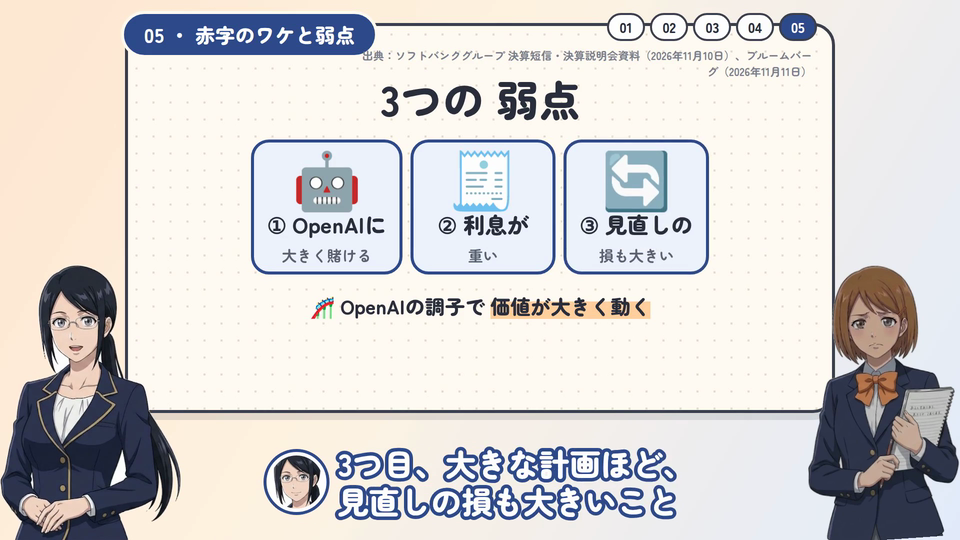 05 ・ 赤字のワケと弱点
01 02 03 04 05
出典：ソフトバンクグループ 決算短信・決算説明会資料（2026年11月10日）、ブルームバー
グ（2026年11月11日）
3つの 弱点
① OpenAIに
大きく賭ける
② 利息が
重い
③ 見直しの
損も大きい
OpenAIの調子で 価値が大きく動く
3つ目、大きな計画ほど、
見直しの損も大きいこと